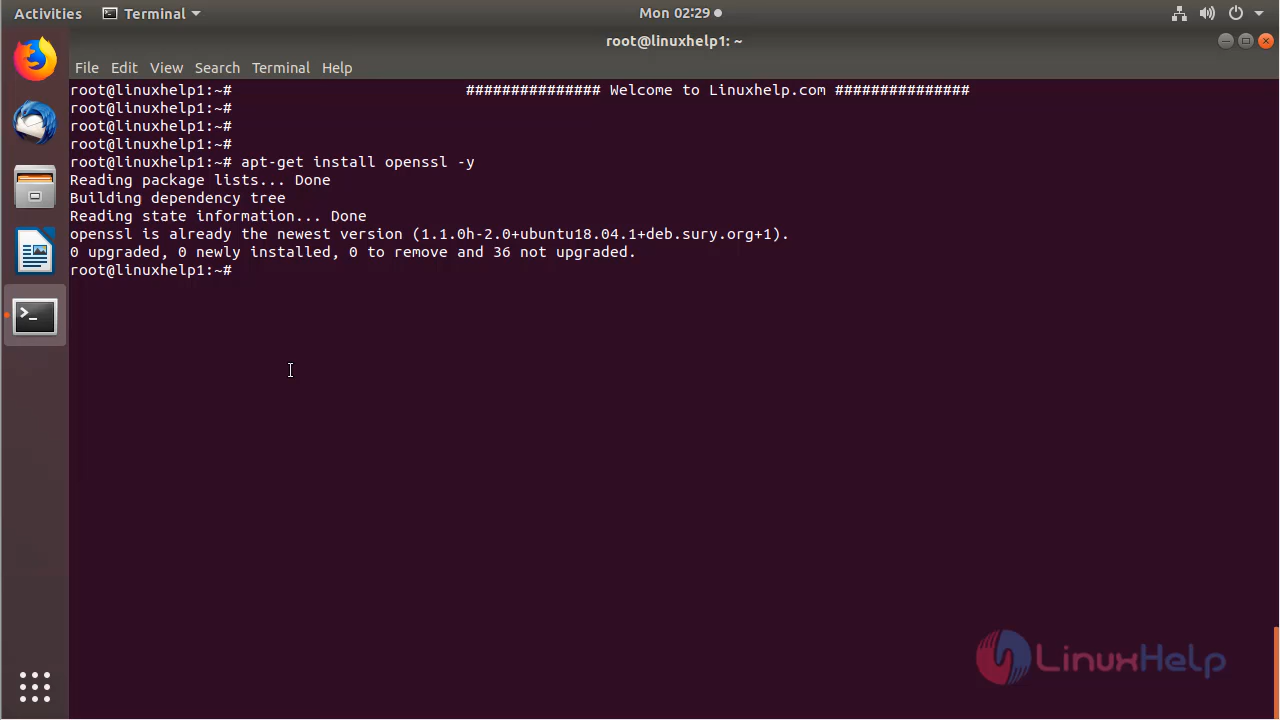 Activities Terminal Mon 02:29
root@linuxhelp1: ~
File Edit View Search Terminal Help
root@linuxhelp1:~# ############### Welcome to Linuxhelp.com ###############
root@linuxhelp1:~#
root@linuxhelp1:~#
root@linuxhelp1:~#
root@linuxhelp1:~# apt-get install openssl -y
Reading package lists... Done
Building dependency tree
Reading state information... Done
openssl is already the newest version (1.1.0h-2.0+ubuntu18.04.1+deb.sury.org+1).
0 upgraded, 0 newly installed, 0 to remove and 36 not upgraded.
root@linuxhelp1:~#
>_
LinuxHelp